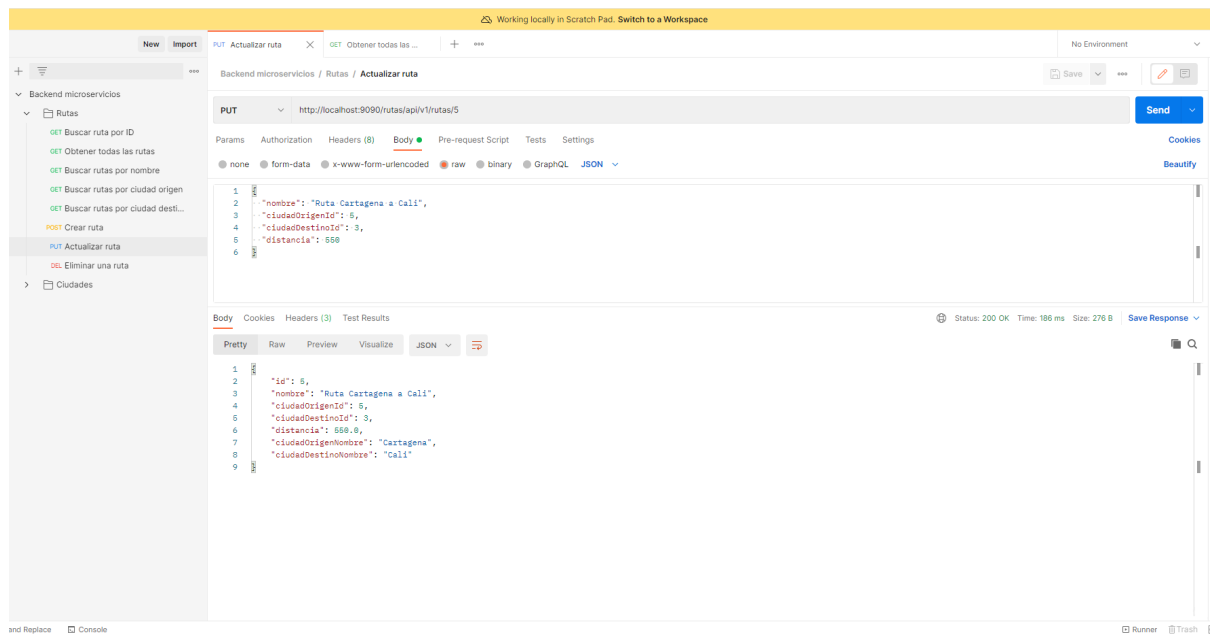 Working locally in Scratch Pad. Switch to a Workspace
New Import
PUT Actualizar ruta
GET Obtener todas las ...
No Environment
Backend microservicios / Rutas / Actualizar ruta
Save
Backend microservicios
Rutas
GET Buscar ruta por ID
GET Obtener todas las rutas
GET Buscar rutas por nombre
GET Buscar rutas por ciudad origen
GET Buscar rutas por ciudad desti...
POST Crear ruta
PUT Actualizar ruta
DEL Eliminar una ruta
Ciudades
PUT http://localhost:9090/rutas/api/v1/rutas/5 Send
Params Authorization Headers (8) Body Pre-request Script Tests Settings Cookies
none form-data x-www-form-urlencoded raw binary GraphQL JSON Beautify
1 {
2 "nombre": "Ruta Cartagena a Cali",
3 "ciudadOrigenId": 5,
4 "ciudadDestinoId": 3,
5 "distancia": 550
6 }
Body Cookies Headers (3) Test Results Status: 200 OK Time: 186 ms Size: 276 B Save Response
Pretty Raw Preview Visualize JSON
1 {
2 "id": 5,
3 "nombre": "Ruta Cartagena a Cali",
4 "ciudadOrigenId": 5,
5 "ciudadDestinoId": 3,
6 "distancia": 550.0,
7 "ciudadOrigenNombre": "Cartagena",
8 "ciudadDestinoNombre": "Cali"
9 }
and Replace Console Runner Trash